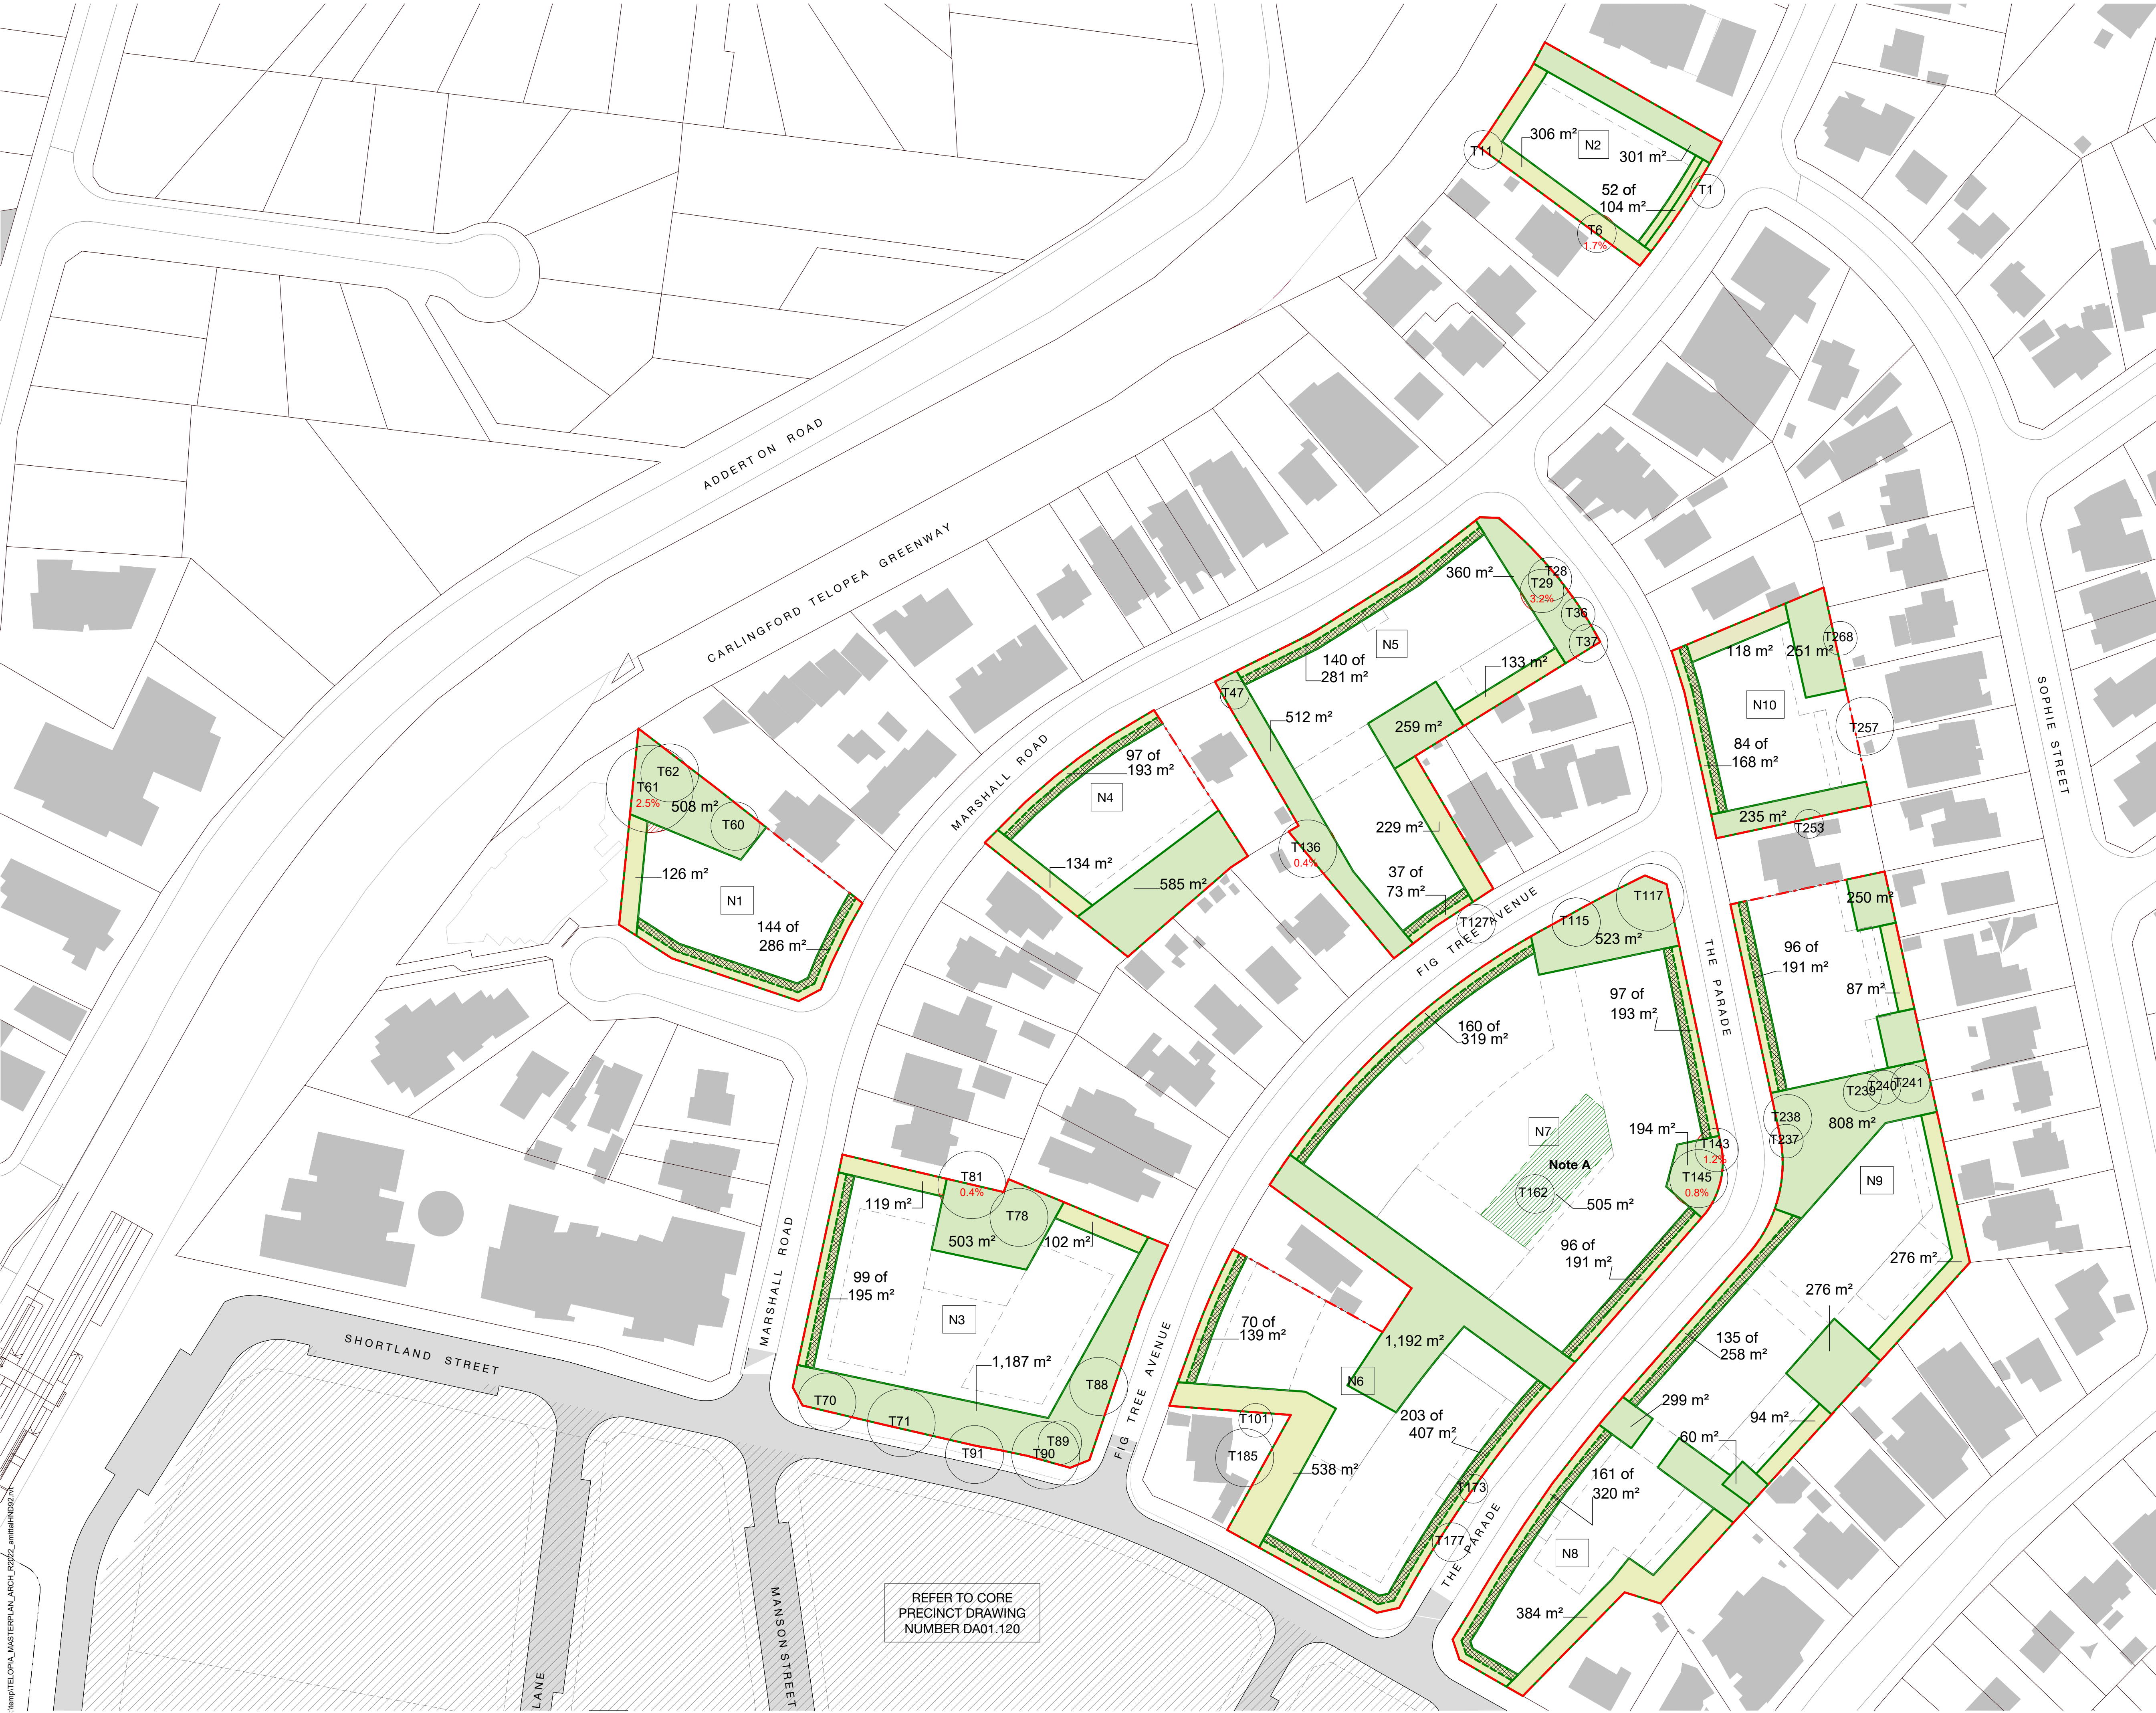 T11
306 m²
N2
301 m²
52 of
104 m²
T1
T6
1.7%
ADDERTON ROAD
CARLINGFORD TELOPEA GREENWAY
MARSHALL ROAD
SOPHIE STREET
360 m²
T28
T29
3.2%
T36
T37
N5
140 of
281 m²
133 m²
T47
512 m²
259 m²
229 m²
T136
0.4%
37 of
73 m²
T127
FIG TREE AVENUE
T268
118 m²
251 m²
N10
T257
84 of
168 m²
235 m²
T253
97 of
193 m²
N4
134 m²
585 m²
T62
T61
2.5%
508 m²
T60
126 m²
N1
144 of
286 m²
T117
T115
523 m²
250 m²
96 of
191 m²
87 m²
THE PARADE
97 of
193 m²
160 of
319 m²
T239
T240
T241
T238
808 m²
T237
N7
194 m²
T143
1.2%
Note A
T145
0.8%
T162
505 m²
N9
96 of
191 m²
276 m²
276 m²
T81
0.4%
119 m²
T78
503 m²
102 m²
99 of
195 m²
N3
1,187 m²
MARSHALL ROAD
T70
T71
T88
T89
T91
T90
FIG TREE AVENUE
70 of
139 m²
1,192 m²
N6
135 of
258 m²
299 m²
94 m²
60 m²
203 of
407 m²
T101
T185
538 m²
T173
T177
THE PARADE
161 of
320 m²
N8
384 m²
SHORTLAND STREET
MANSON STREET
LANE
REFER TO CORE
PRECINCT DRAWING
NUMBER DA01.120